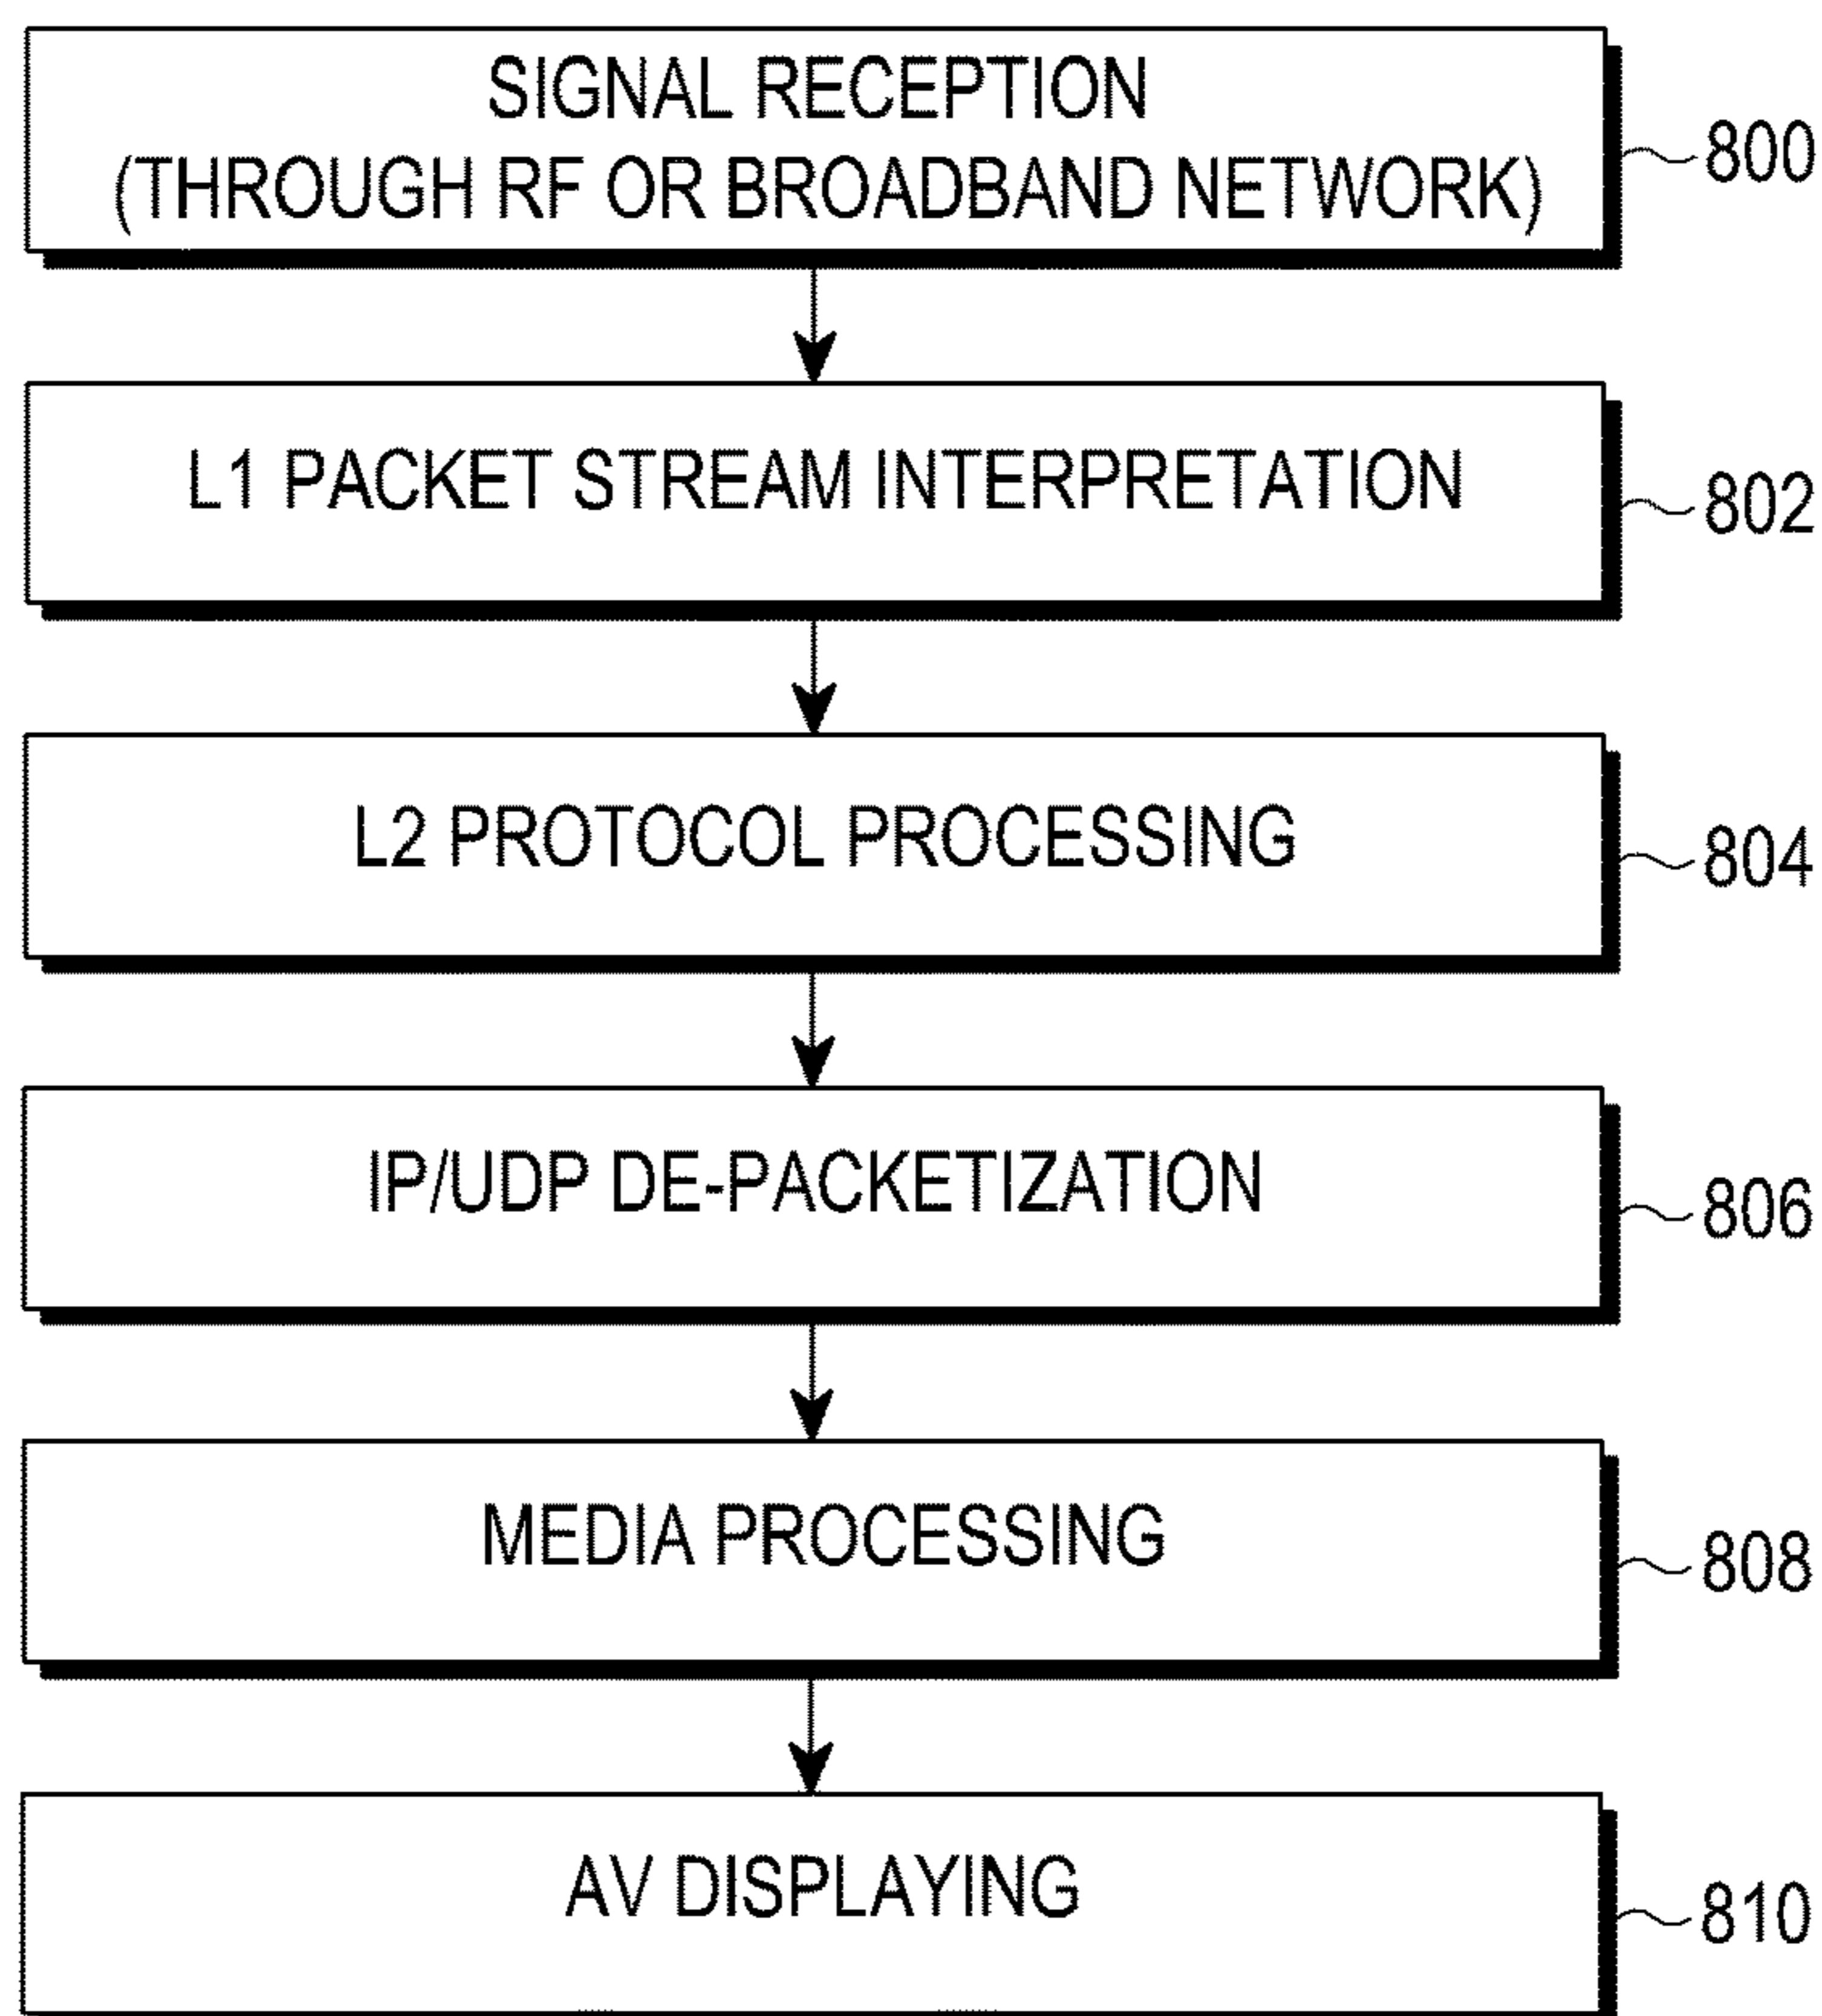 SIGNAL RECEPTION
(THROUGH RF OR BROADBAND NETWORK)
800
L1 PACKET STREAM INTERPRETATION
802
L2 PROTOCOL PROCESSING
804
IP/UDP DE-PACKETIZATION
806
MEDIA PROCESSING
808
AV DISPLAYING
810